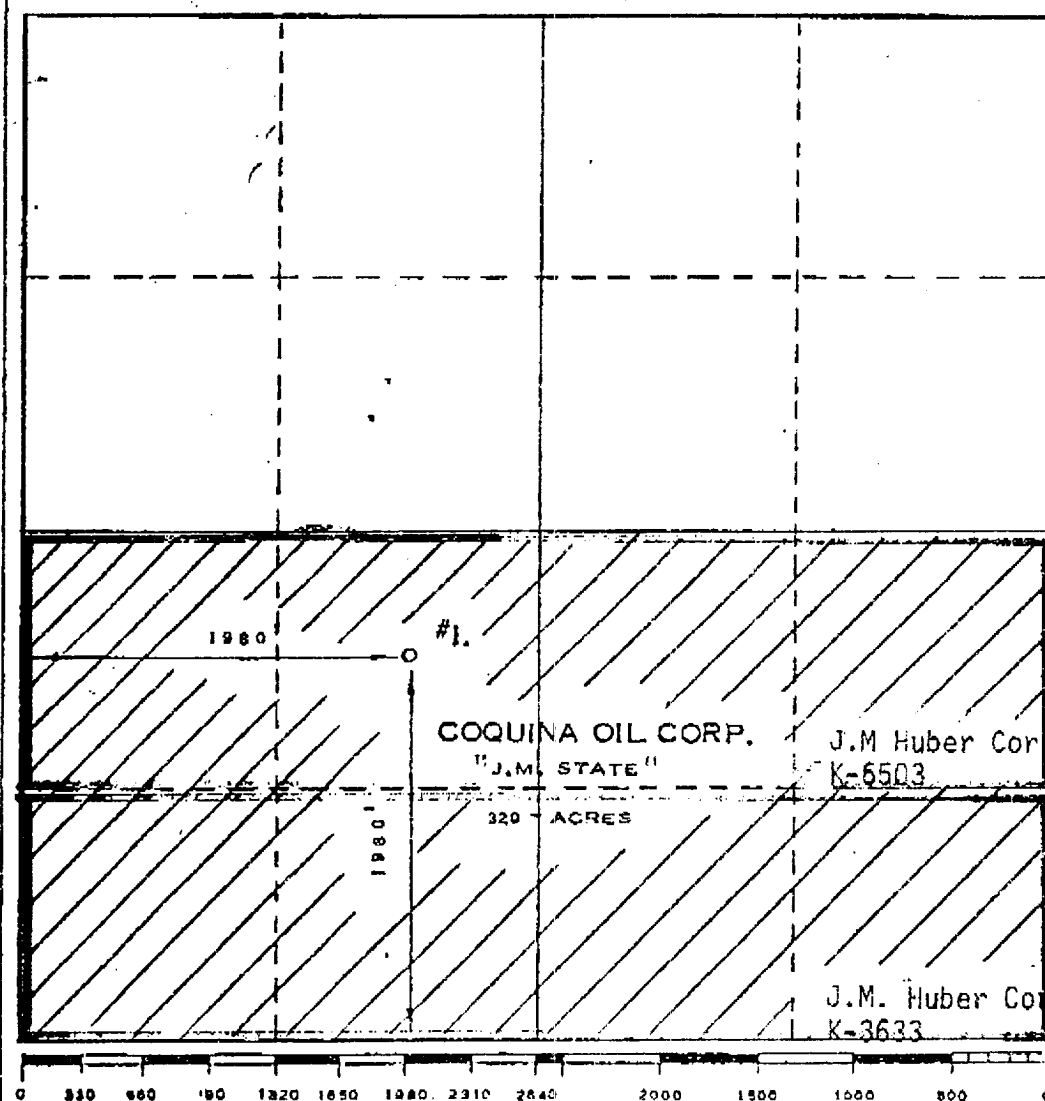 1980
#1.
COQUINA OIL CORP.
"J.M. STATE"
J.M Huber Cor
K-6503
320 - ACRES
1980'
J.M. Huber Cor
K-3633
0 330 660 990 1320 1650 1980. 2310 2640 2000 1500 1000 500